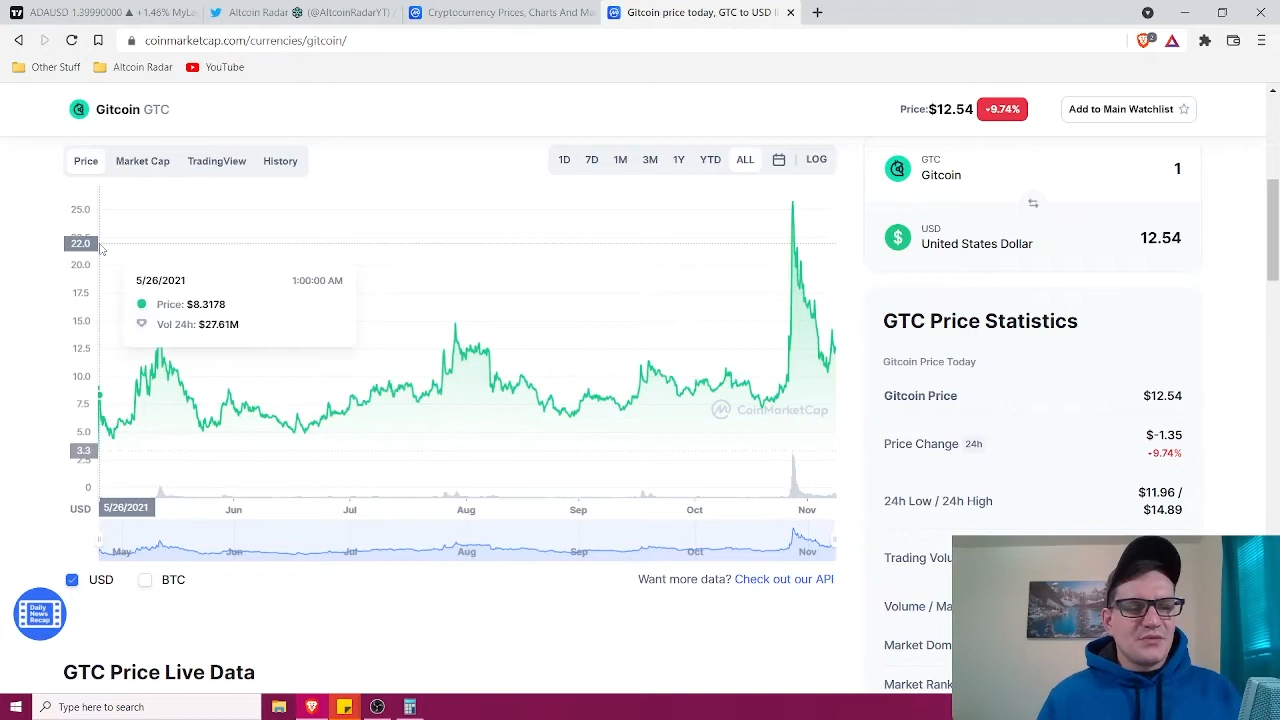 ADAUSD 1.39990000 ▲ +1.46% MyLe
Altcoin Radar (@AltcoinRadarYT) /
Cryptocurrency Prices, Charts And Mar
Gitcoin price today, GTC to USD li
coinmarketcap.com/currencies/gitcoin/
2
Other Stuff
Altcoin Radar
YouTube
Gitcoin GTC
Price: $12.54
9.74%
Add to Main Watchlist
Price
Market Cap
TradingView
History
1D
7D
1M
3M
1Y
YTD
ALL
LOG
GTC
Gitcoin
1
USD
United States Dollar
12.54
25.0
22.0
20.0
17.5
15.0
12.5
10.0
7.5
5.0
3.3
2.5
0
5/26/2021
1:00:00 AM
Price: $8.3178
Vol 24h: $27.61M
CoinMarketCap
USD
5/26/2021
Jun
Jul
Aug
Sep
Oct
Nov
May
Jun
Jul
Aug
Sep
Oct
Nov
USD
BTC
Want more data? Check out our API
Daily
News
Recap
GTC Price Live Data
GTC Price Statistics
Gitcoin Price Today
Gitcoin Price
$12.54
Price Change 24h
$-1.35
9.74%
24h Low / 24h High
$11.96 /
$14.89
Trading Volu
Volume / Ma
Market Dom
Market Rank
Type here to search